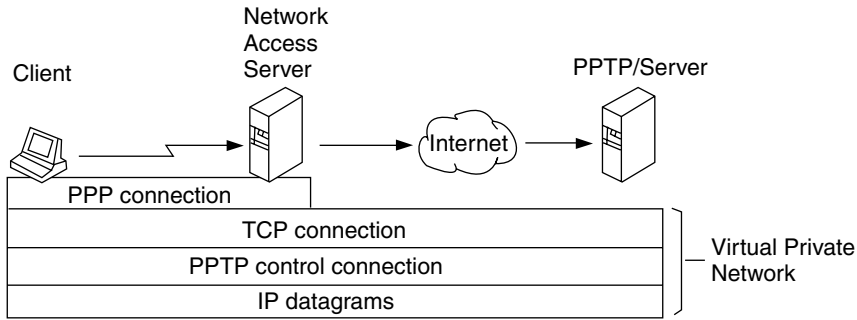 Network
Access
Server
Client
PPTP/Server
Internet
PPP connection
TCP connection
PPTP control connection
IP datagrams
Virtual Private
Network